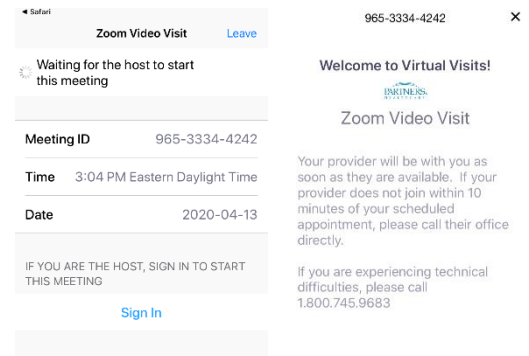 ◀ Safari
Zoom Video Visit
Leave
Waiting for the host to start
this meeting
Meeting ID 965-3334-4242
Time 3:04 PM Eastern Daylight Time
Date 2020-04-13
IF YOU ARE THE HOST, SIGN IN TO START
THIS MEETING
Sign In
965-3334-4242
×
Welcome to Virtual Visits!
PARTNERS.
HEALTHCARE
Zoom Video Visit
Your provider will be with you as
soon as they are available. If your
provider does not join within 10
minutes of your scheduled
appointment, please call their office
directly.
If you are experiencing technical
difficulties, please call
1.800.745.9683